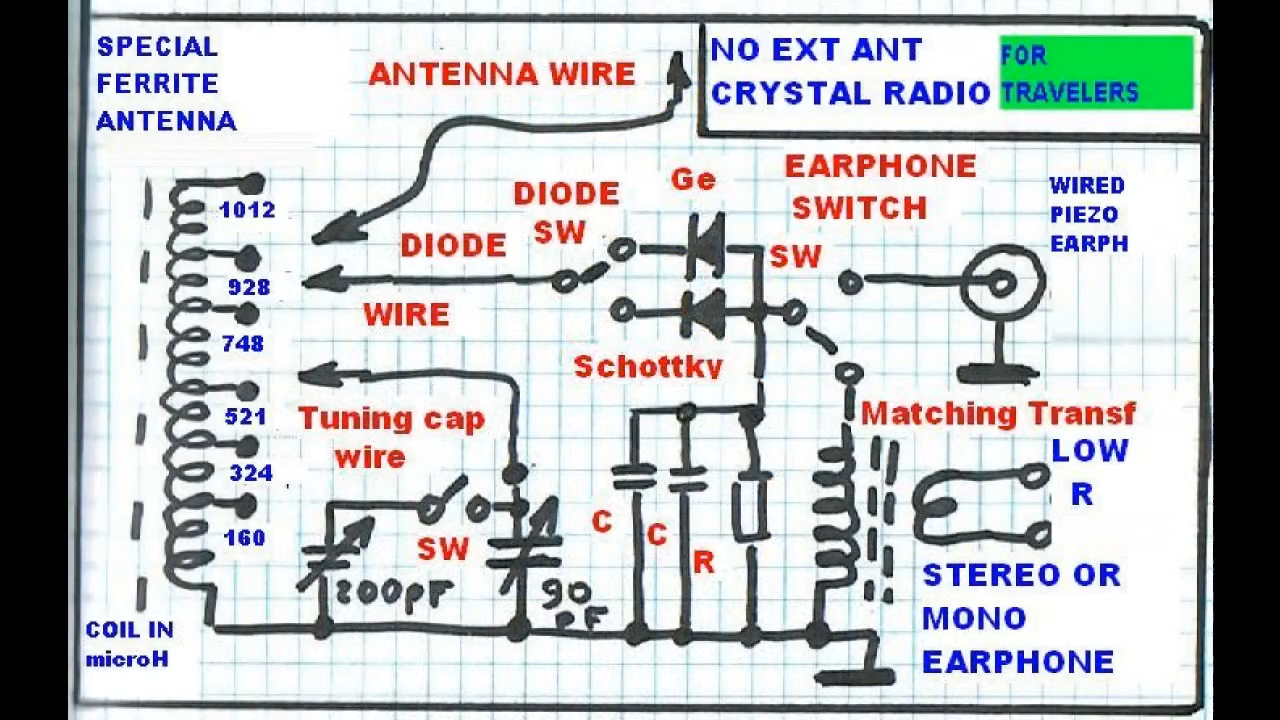 SPECIAL
FERRITE
ANTENNA
ANTENNA WIRE
NO EXT ANT
CRYSTAL RADIO
FOR
TRAVELERS
1012
928
748
521
324
160
COIL IN
microH
DIODE
WIRE
DIODE
SW
Ge
Schottky
EARPHONE
SWITCH
SW
WIRED
PIEZO
EARPH
Tuning cap
wire
SW
200pF
90
PF
C
C
R
Matching Transf
LOW
R
STEREO OR
MONO
EARPHONE